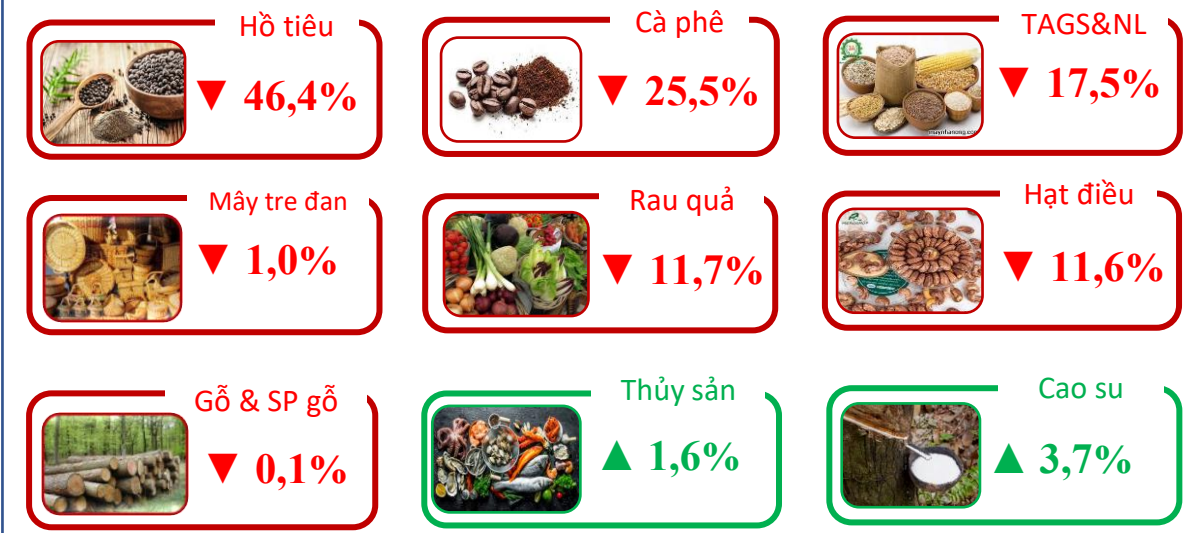 Hồ tiêu
▼ 46,4%
Cà phê
▼ 25,5%
TAGS&NL
▼ 17,5%
maynhanong.com
Mây tre đan
▼ 1,0%
Rau quả
▼ 11,7%
Hạt điều
▼ 11,6%
Gỗ & SP gỗ
▼ 0,1%
Thủy sản
▲ 1,6%
Cao su
▲ 3,7%